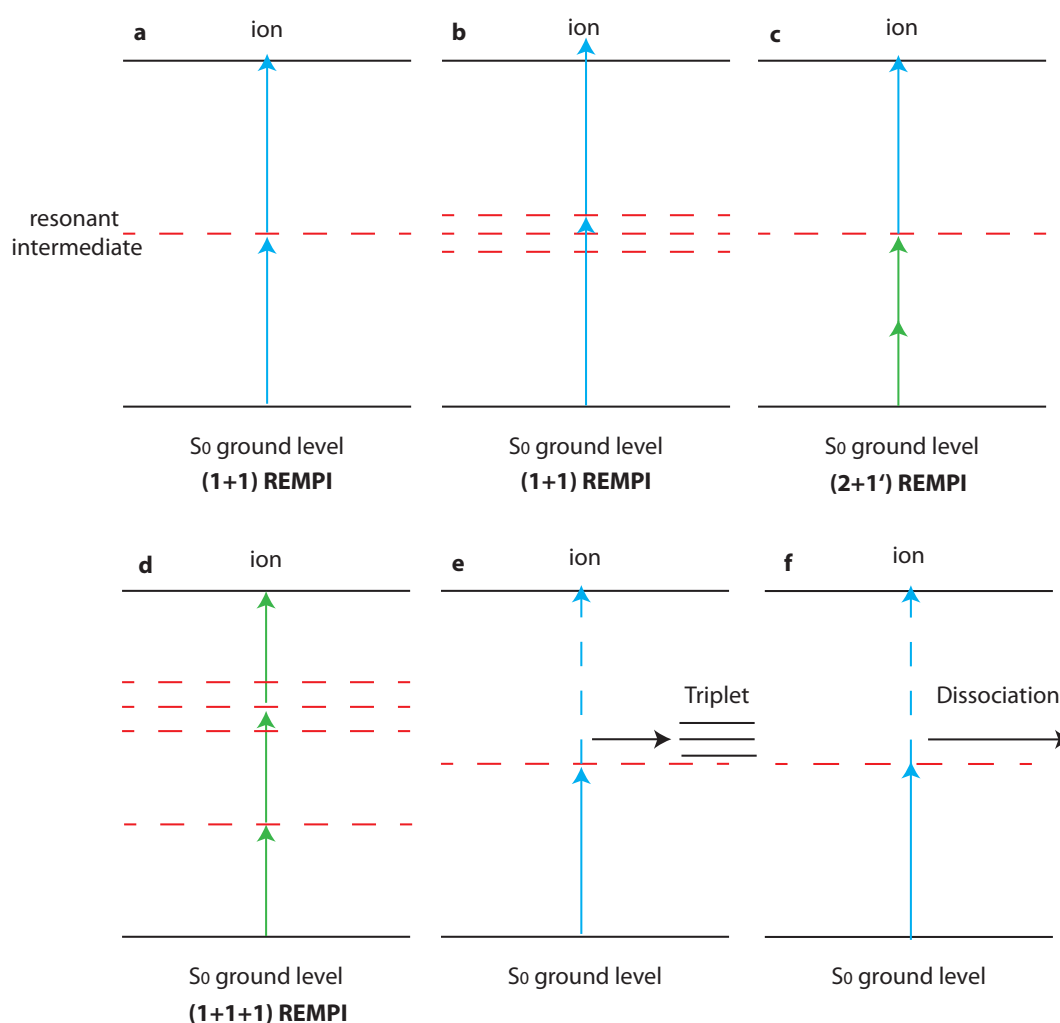 a
ion
b
ion
c
ion
resonant
intermediate
S0 ground level
(1+1) REMPI
S0 ground level
(1+1) REMPI
S0 ground level
(2+1') REMPI
d
ion
e
ion
f
ion
Triplet
Dissociation
S0 ground level
(1+1+1) REMPI
S0 ground level
S0 ground level